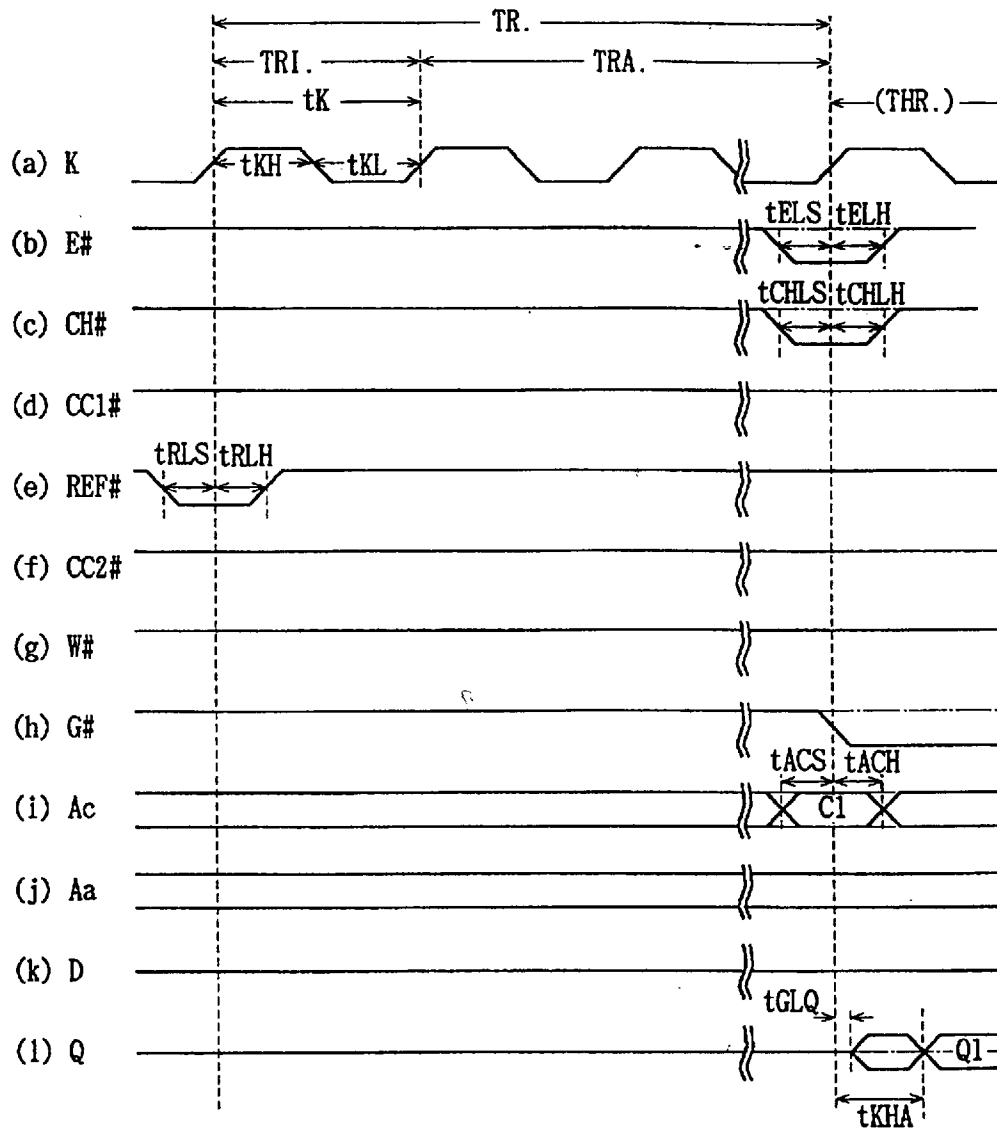 TR.
TRI. TRA.
tK (THR.)
(a) K tKH tKL
tELS tELH
(b) E#
tCHLS tCHLH
(c) CH#
(d) CC1#
tRLS tRLH
(e) REF#
(f) CC2#
(g) W#
(h) G#
tACS tACH
(i) Ac C1
(j) Aa
(k) D
tGLQ
(l) Q Q1
tKHA